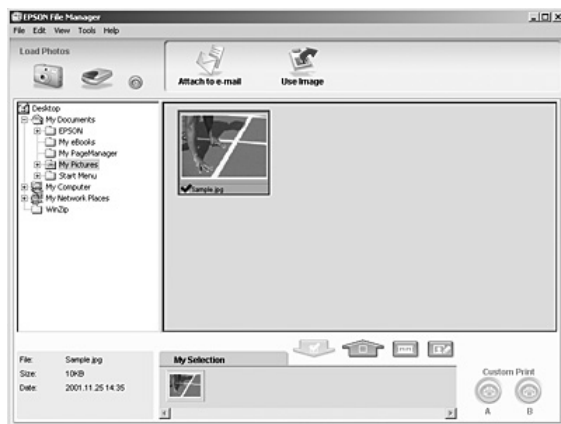 EPSON File Manager
File Edit View Tools Help
Load Photos
Attach to e-mail
Use Image
Desktop
My Documents
EPSON
My eBooks
My PageManager
My Pictures
Start Menu
My Computer
My Network Places
WinZip
Sample.jpg
File: Sample.jpg
Size: 10KB
Date: 2001.11.25 14:35
My Selection
Custom Print
A B